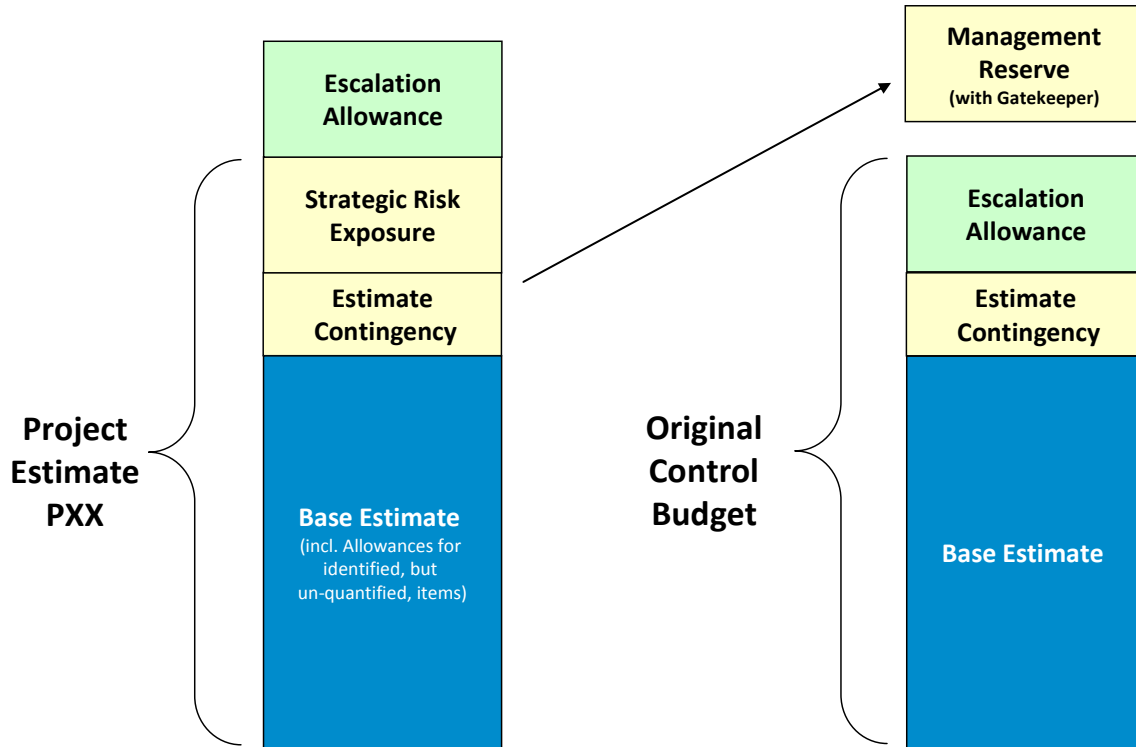 Escalation
Allowance
Strategic Risk
Exposure
Estimate
Contingency
Project
Estimate
PXX
Base Estimate
(incl. Allowances for
identified, but
un-quantified, items)
Management
Reserve
(with Gatekeeper)
Escalation
Allowance
Estimate
Contingency
Original
Control
Budget
Base Estimate